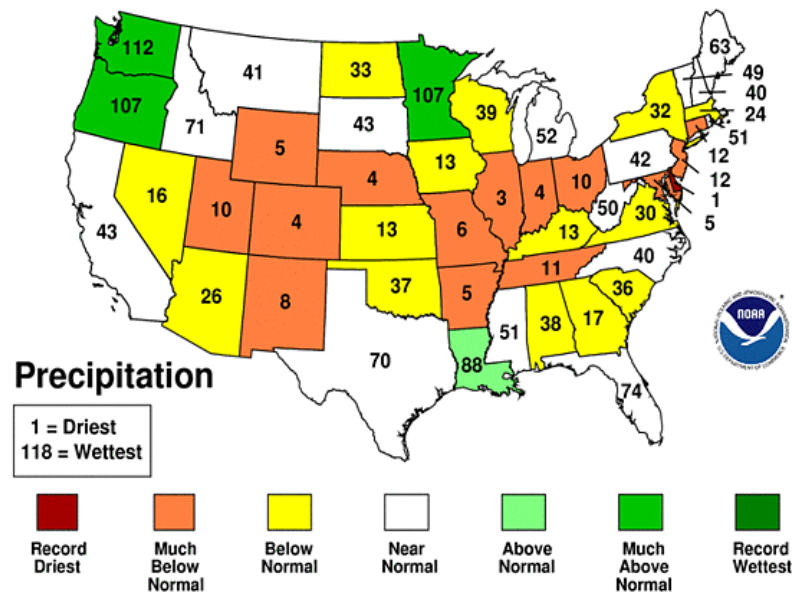 112
63
41
33
107
49
107
40
39
32
24
71
43
52
51
5
42
12
13
4
12
16
10
3
4
10
1
50
30
5
6
43
4
13
13
40
11
26
8
37
5
36
51
38
17
70
88
74
NOAA
Precipitation
1 = Driest
118 = Wettest
Record
Driest
Much
Below
Normal
Below
Normal
Near
Normal
Above
Normal
Much
Above
Normal
Record
Wettest